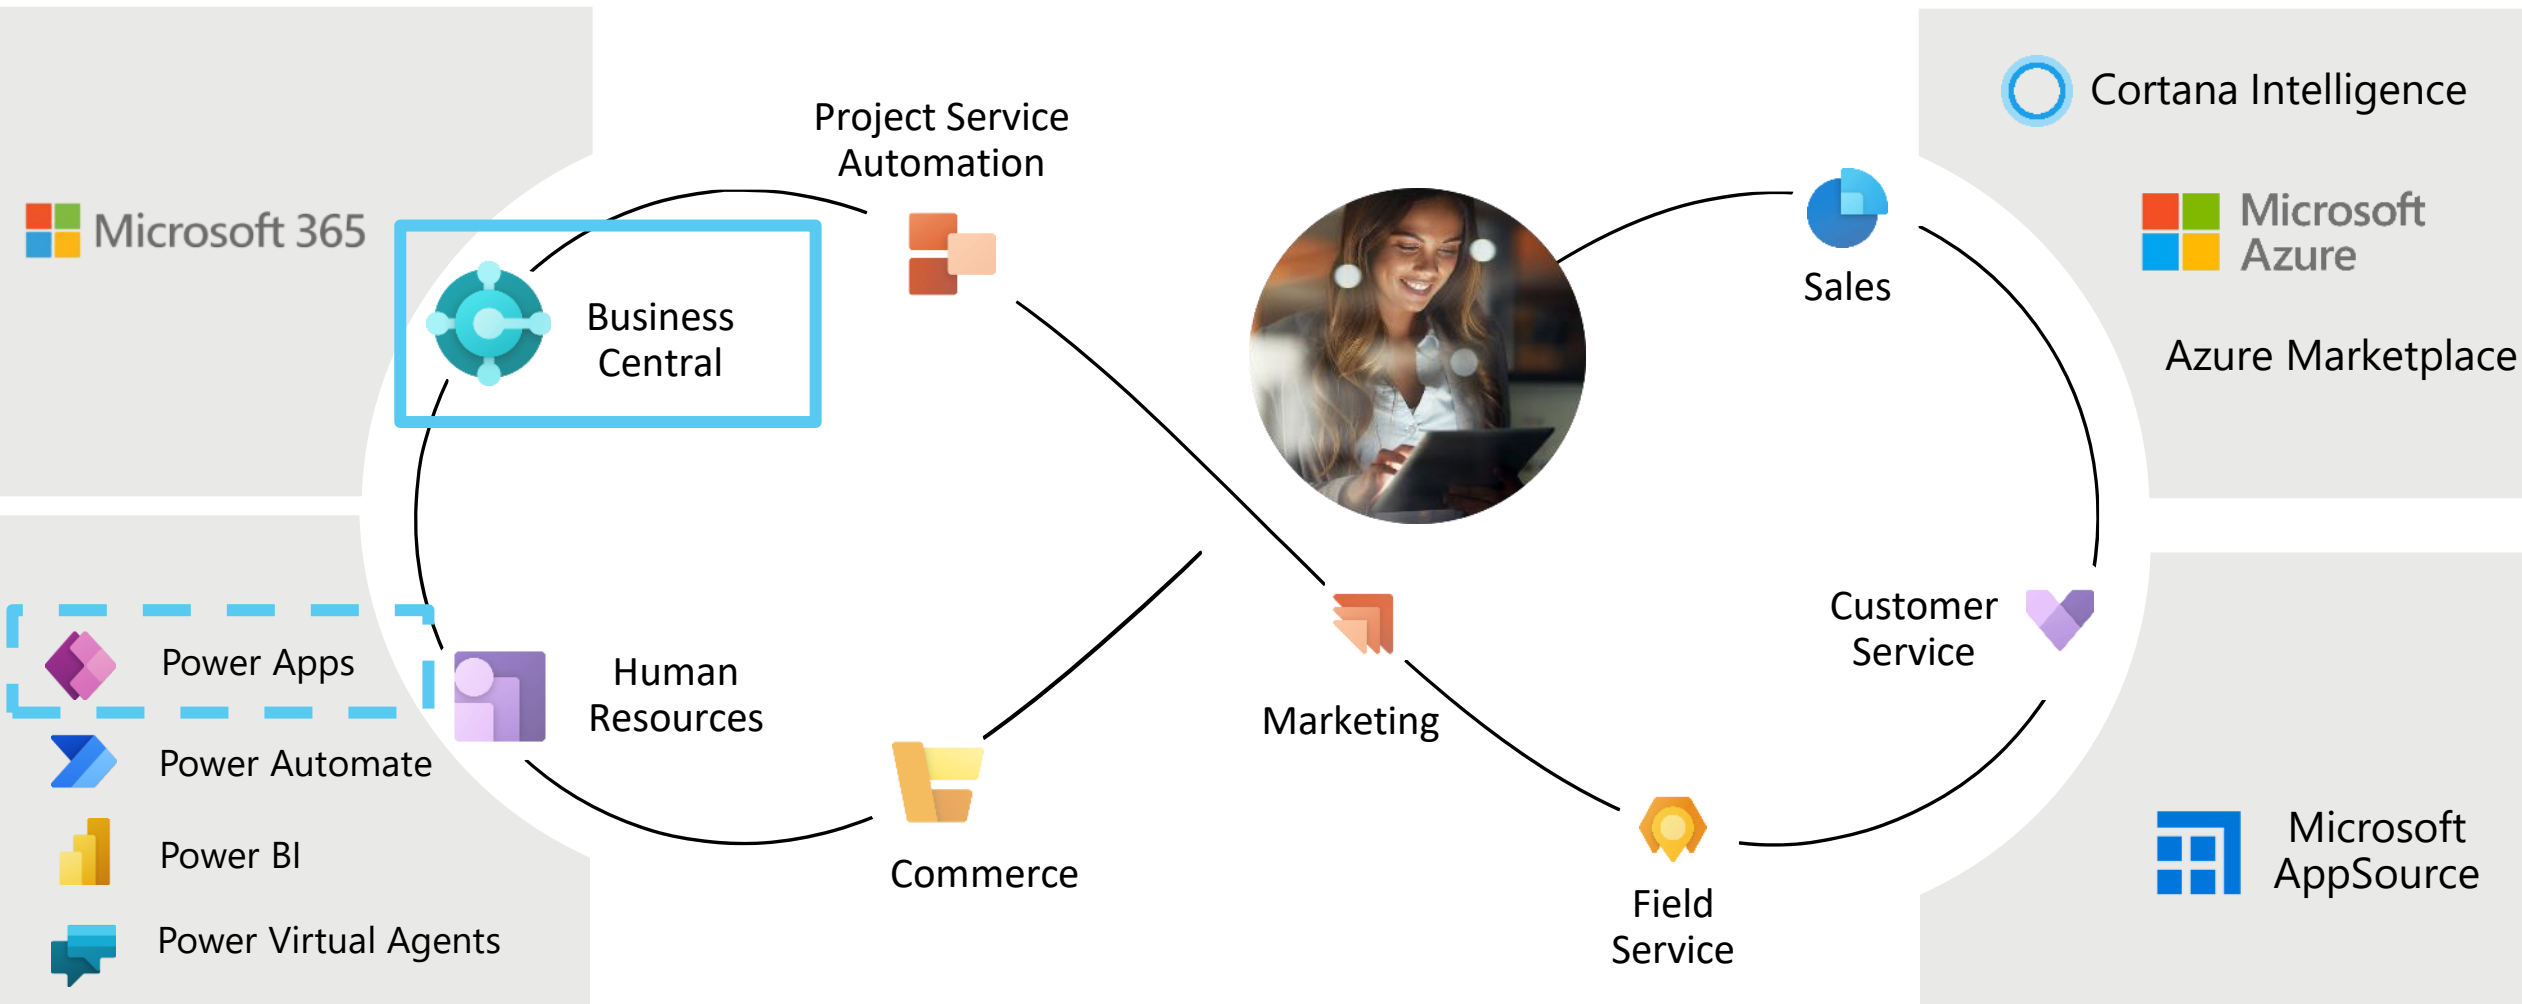 Microsoft 365
Project Service
Automation
Business
Central
Power Apps
Power Automate
Power BI
Power Virtual Agents
Human
Resources
Commerce
Marketing
Sales
Customer
Service
Field
Service
Cortana Intelligence
Microsoft
Azure
Azure Marketplace
Microsoft
AppSource